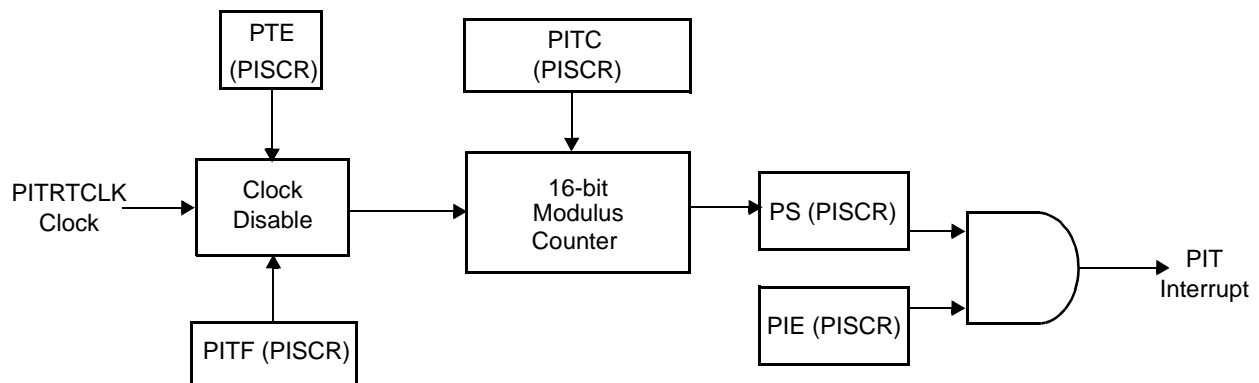 PTE
(PISCR)
PITC
(PISCR)
PITRTCLK
Clock
Clock
Disable
16-bit
Modulus
Counter
PS (PISCR)
PIT
Interrupt
PIE (PISCR)
PITF (PISCR)